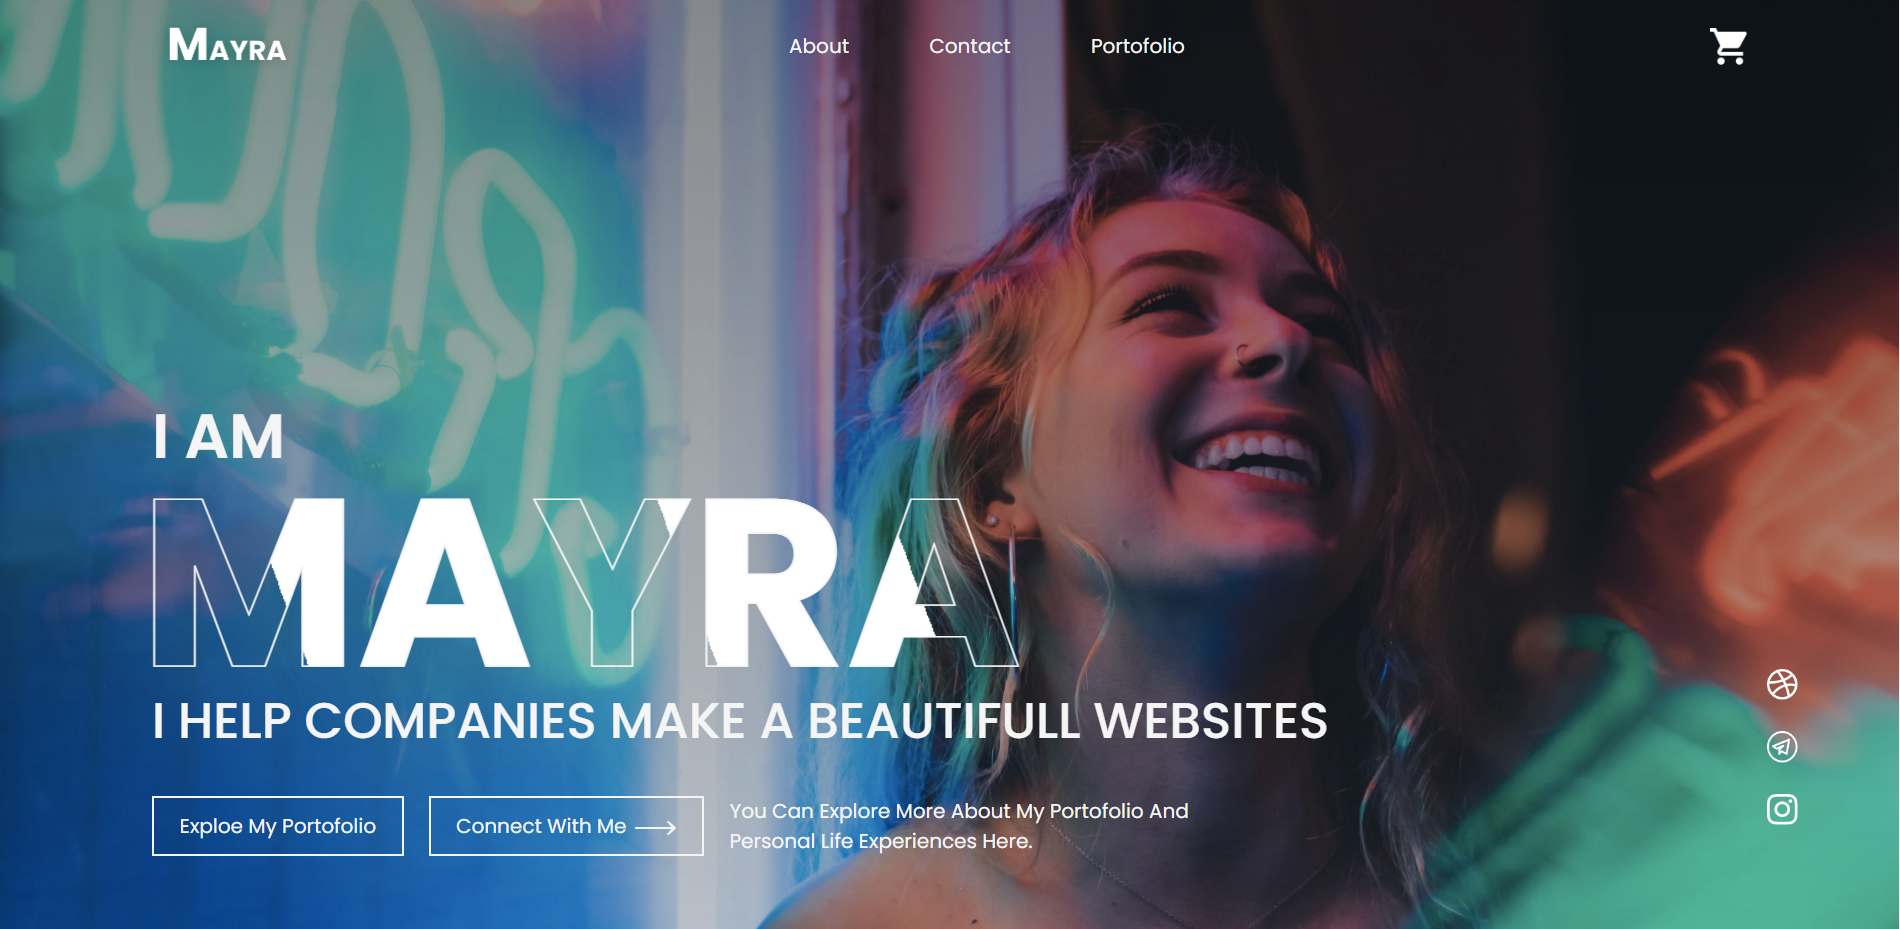 MAYRA
About
Contact
Portofolio
I AM
MAYRA
I HELP COMPANIES MAKE A BEAUTIFULL WEBSITES
Exploe My Portofolio
Connect With Me
You Can Explore More About My Portofolio And
Personal Life Experiences Here.